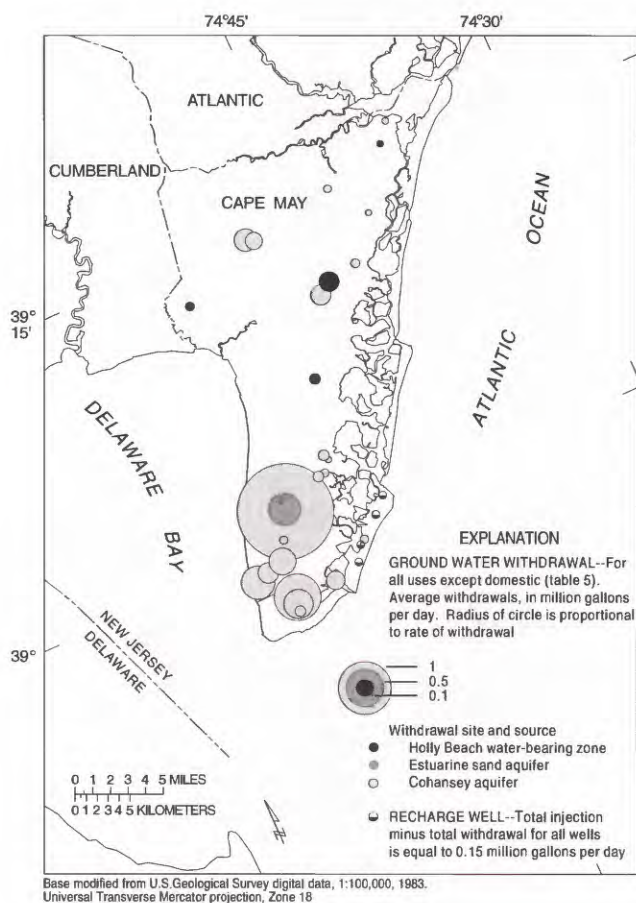 74°45' 74°30'
ATLANTIC
CUMBERLAND
CAPE MAY
OCEAN
39°
15'
ATLANTIC
DELAWARE
BAY
EXPLANATION
GROUND WATER WITHDRAWAL--For
all uses except domestic (table 5).
Average withdrawals, in million gallons
per day. Radius of circle is proportional
to rate of withdrawal
39°
NEW JERSEY
DELAWARE
1
0.5
0.1
Withdrawal site and source
Holly Beach water-bearing zone
Estuarine sand aquifer
Cohansey aquifer
0 1 2 3 4 5 MILES
0 1 2 3 4 5 KILOMETERS
RECHARGE WELL--Total injection
minus total withdrawal for all wells
is equal to 0.15 million gallons per day
Base modified from U.S.Geological Survey digital data, 1:100,000, 1983.
Universal Transverse Mercator projection, Zone 18